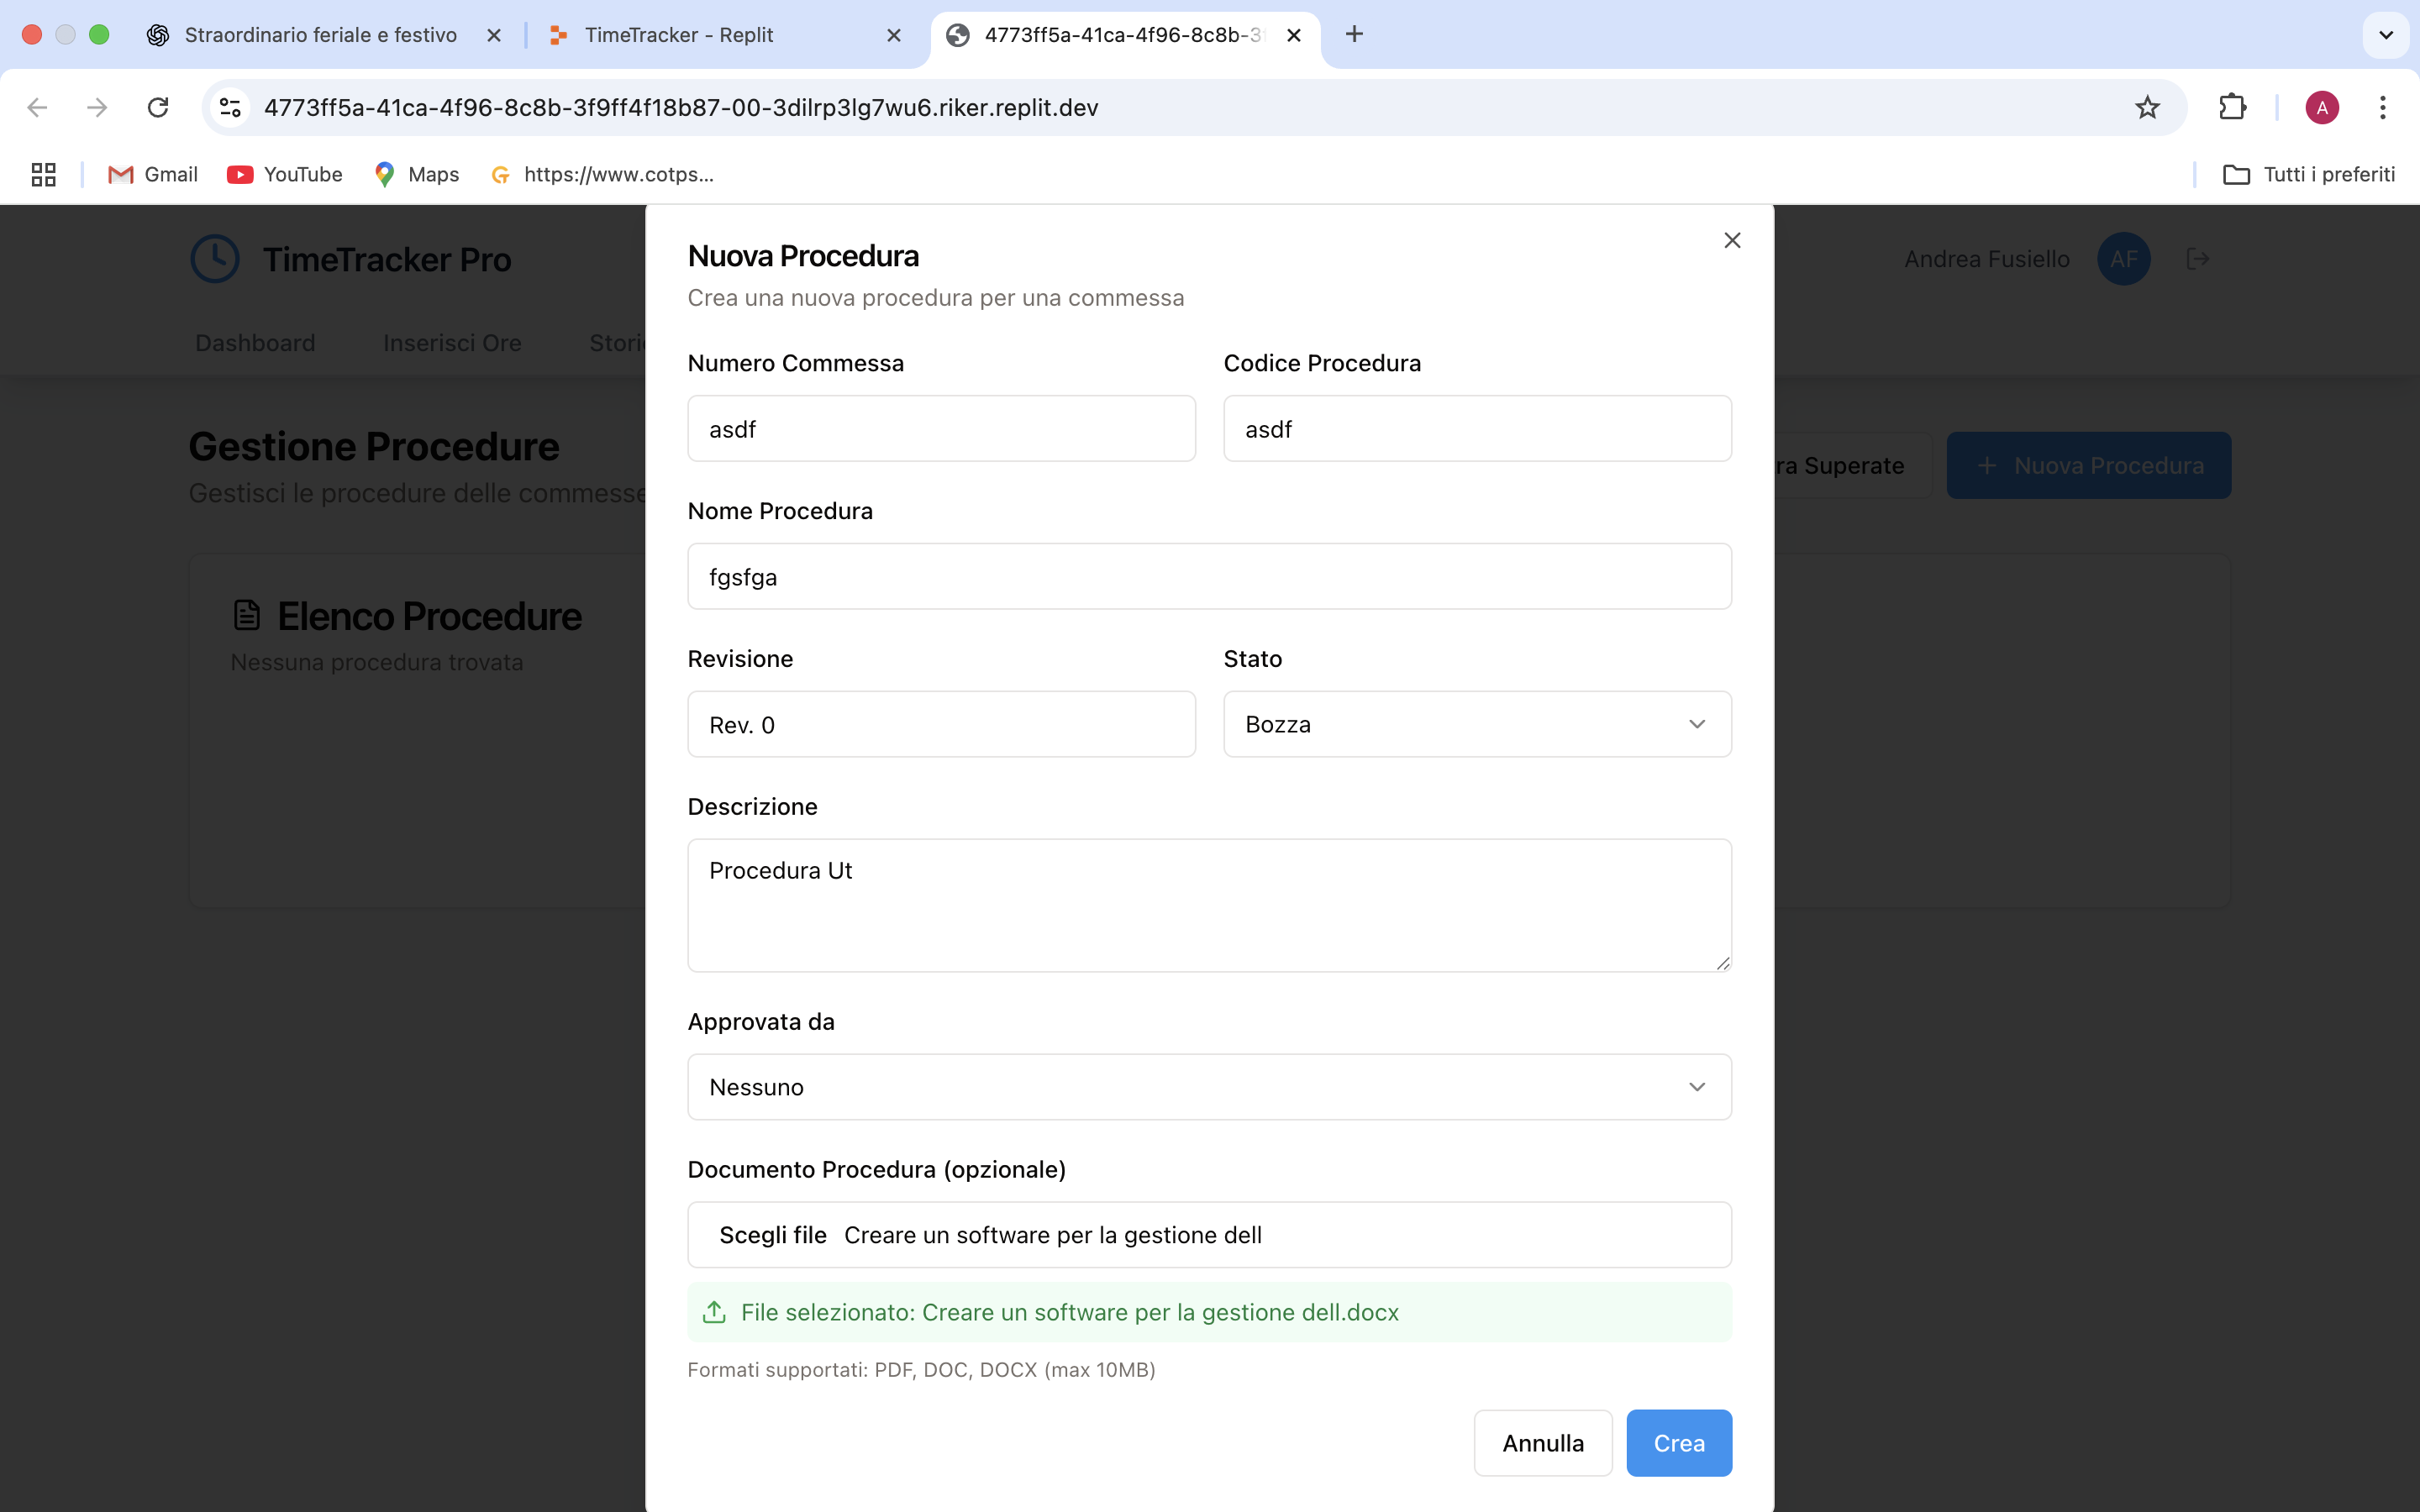 Straordinario feriale e festivo
TimeTracker - Replit
4773ff5a-41ca-4f96-8c8b-3f
4773ff5a-41ca-4f96-8c8b-3f9ff4f18b87-00-3dilrp3lg7wu6.riker.replit.dev
A
Gmail
YouTube
Maps
https://www.cotps...
Tutti i preferiti
TimeTracker Pro
Andrea Fusiello
AF
Dashboard
Inserisci Ore
Stori
Gestione Procedure
Gestisci le procedure delle commesse
ra Superate
Nuova Procedura
Elenco Procedure
Nessuna procedura trovata
Nuova Procedura
Crea una nuova procedura per una commessa
Numero Commessa
Codice Procedura
asdf
asdf
Nome Procedura
fgsfga
Revisione
Stato
Rev. 0
Bozza
Descrizione
Procedura Ut
Approvata da
Nessuno
Documento Procedura (opzionale)
Scegli file Creare un software per la gestione dell
File selezionato: Creare un software per la gestione dell.docx
Formati supportati: PDF, DOC, DOCX (max 10MB)
Annulla
Crea